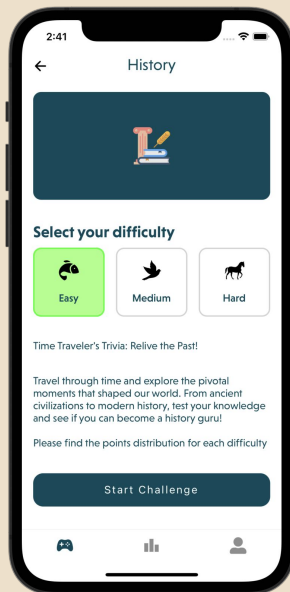 2:41
History
Select your difficulty
Easy
Medium
Hard
Time Traveler's Trivia: Relive the Past!
Travel through time and explore the pivotal
moments that shaped our world. From ancient
civilizations to modern history, test your knowledge
and see if you can become a history guru!
Please find the points distribution for each difficulty
Start Challenge